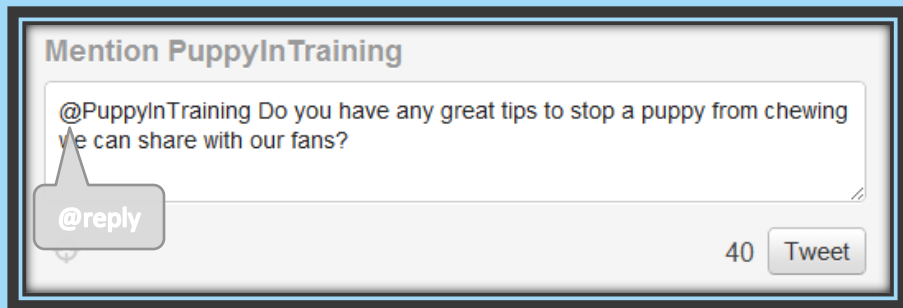 Mention PuppyInTraining
@PuppyInTraining Do you have any great tips to stop a puppy from chewing
we can share with our fans?
@reply
40 Tweet